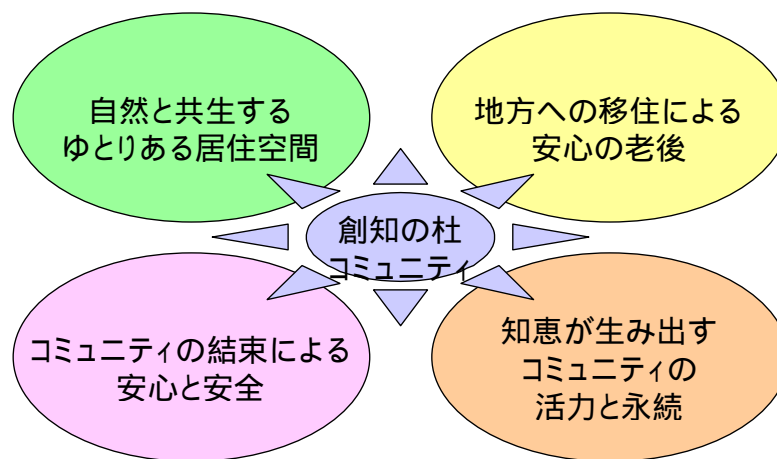 自然と共生する
ゆとりある居住空間
地方への移住による
安心の老後
創知の杜
コミュニティ
コミュニティの結束による
安心と安全
知恵が生み出す
コミュニティの
活力と永続